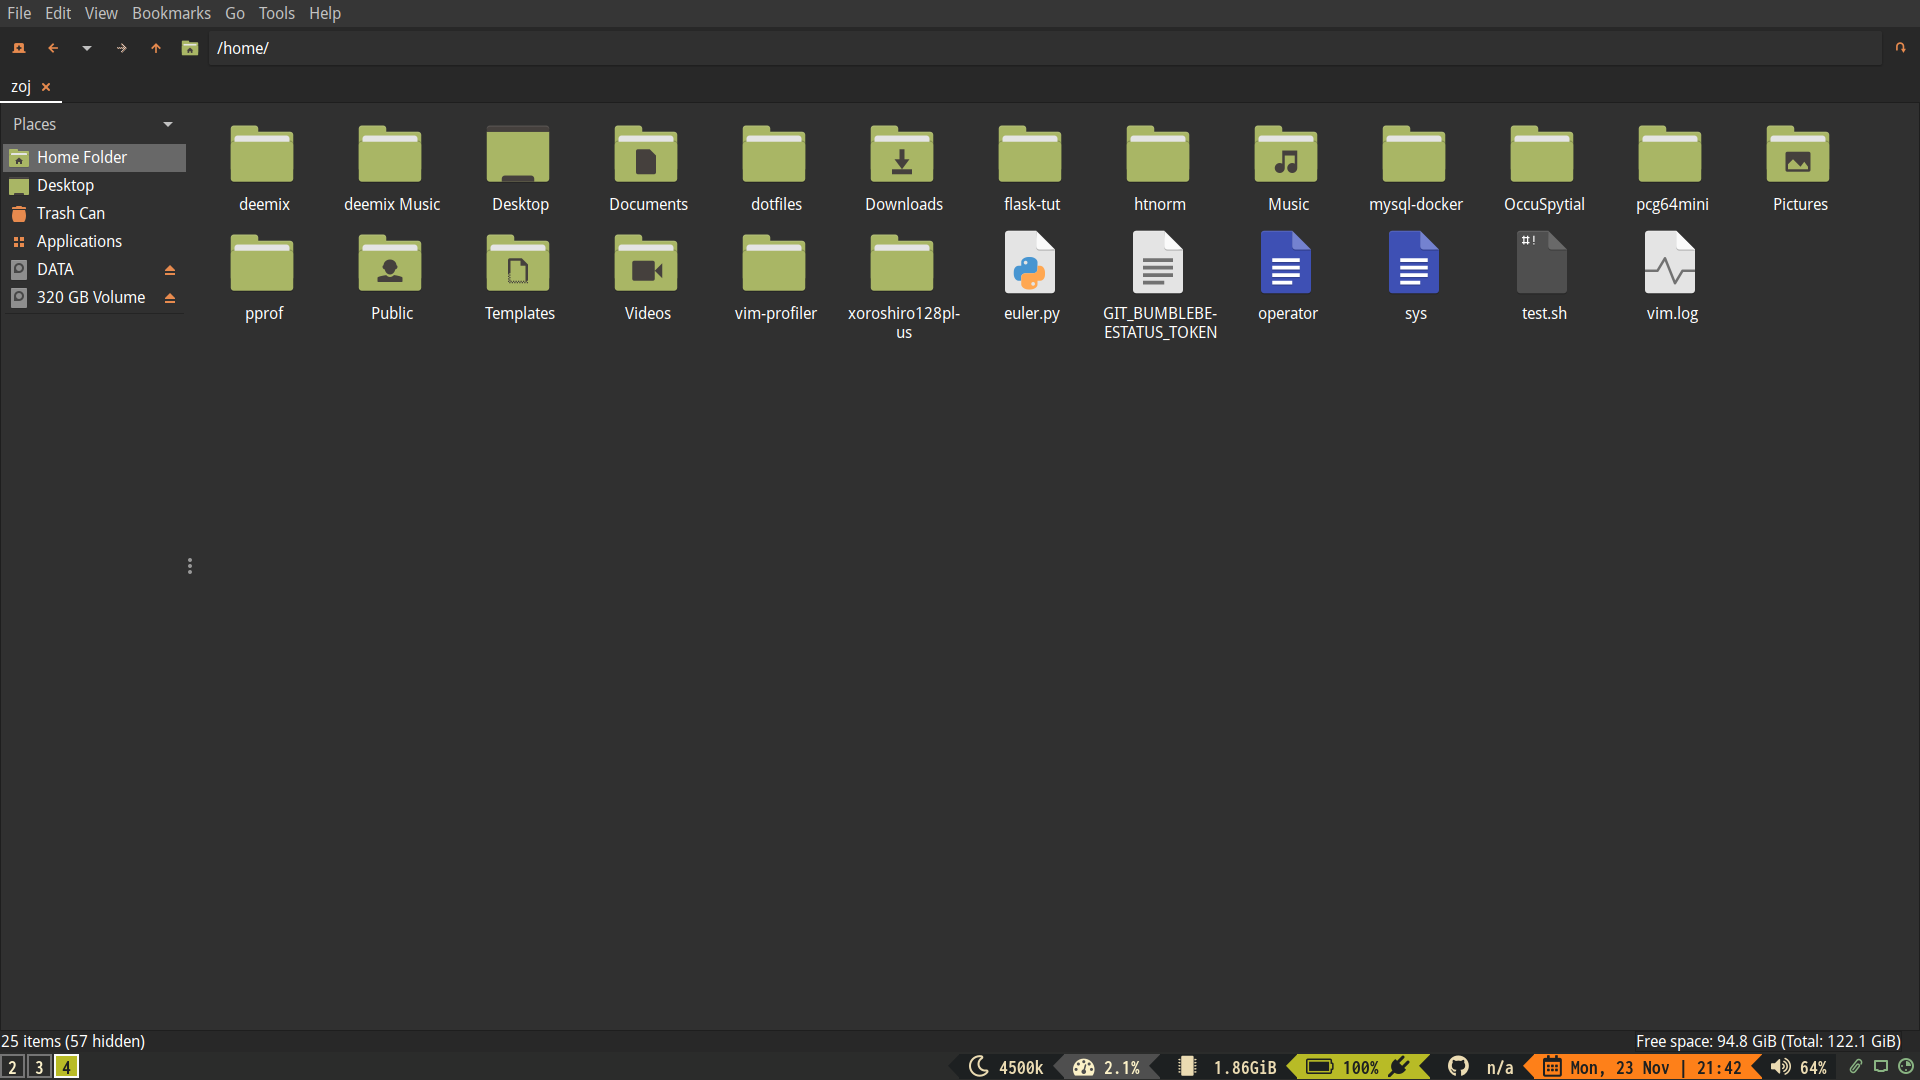 File Edit View Bookmarks Go Tools Help
/home/
zoj
Places
Home Folder
Desktop
Trash Can
Applications
DATA
320 GB Volume
deemix deemix Music Desktop Documents dotfiles Downloads flask-tut htnorm Music mysql-docker OccuSpytial pcg64mini Pictures
pprof Public Templates Videos vim-profiler xoroshiro128pl-
us euler.py GIT_BUMBLEBE-
ESTATUS_TOKEN operator sys #! test.sh vim.log
25 items (57 hidden) Free space: 94.8 GiB (Total: 122.1 GiB)
2 3 4 4500k 2.1% 1.86GiB 100% n/a Mon, 23 Nov | 21:42 64%